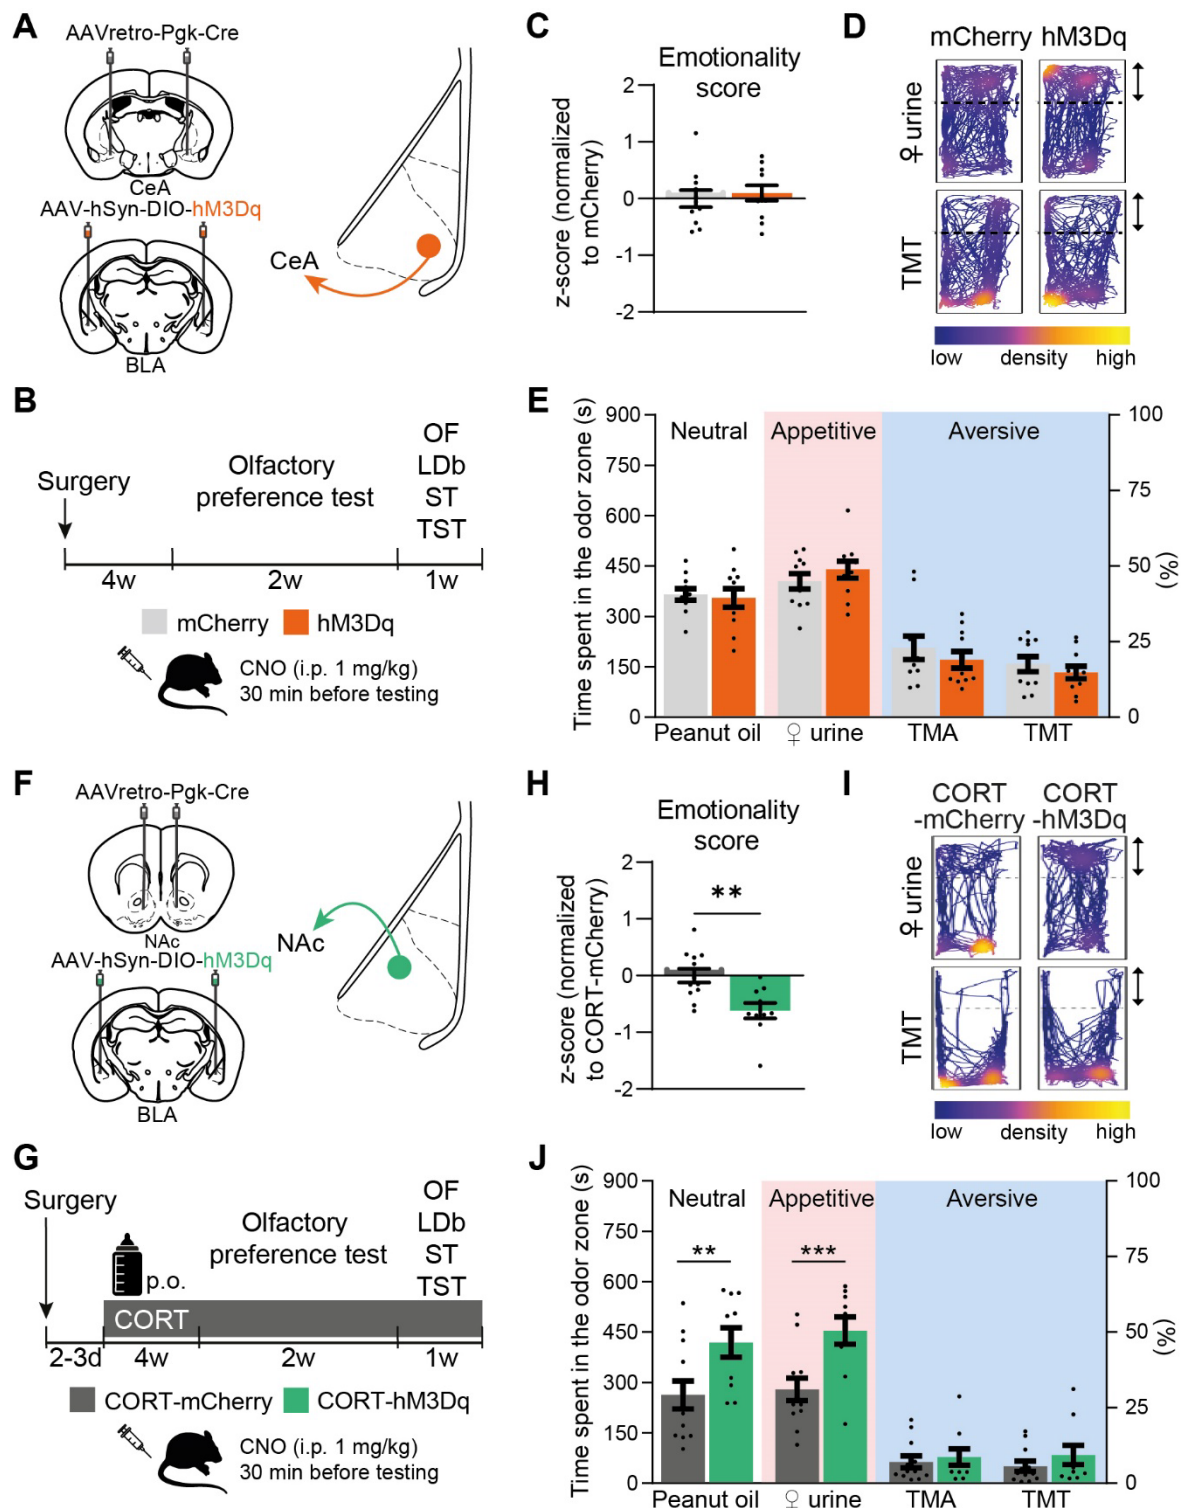 A
AAVretro-Pgk-Cre
CeA
AAV-hSyn-DIO-hM3Dq
BLA
CeA
B
Surgery
Olfactory
preference test
OF
LDb
ST
TST
4w
2w
1w
mCherry
hM3Dq
CNO (i.p. 1 mg/kg)
30 min before testing
C
Emotionality
score
z-score (normalized
to mCherry)
2
1
0
-1
-2
D
mCherry hM3Dq
♀ urine
TMT
low density high
E
Time spent in the odor zone (s)
900
750
600
450
300
150
0
Neutral
Appetitive
Aversive
100
75
50
25
0
(%)
Peanut oil
♀ urine
TMA
TMT
F
AAVretro-Pgk-Cre
NAc
AAV-hSyn-DIO-hM3Dq
BLA
NAc
G
Surgery
p.o.
Olfactory
preference test
OF
LDb
ST
TST
CORT
2-3d
4w
2w
1w
CORT-mCherry
CORT-hM3Dq
CNO (i.p. 1 mg/kg)
30 min before testing
H
Emotionality
score
z-score (normalized
to CORT-mCherry)
2
1
0
-1
-2
**
I
CORT
-mCherry
CORT
-hM3Dq
♀ urine
TMT
low density high
J
Time spent in the odor zone (s)
900
750
600
450
300
150
0
Neutral
Appetitive
Aversive
**
***
100
75
50
25
0
(%)
Peanut oil
♀ urine
TMA
TMT